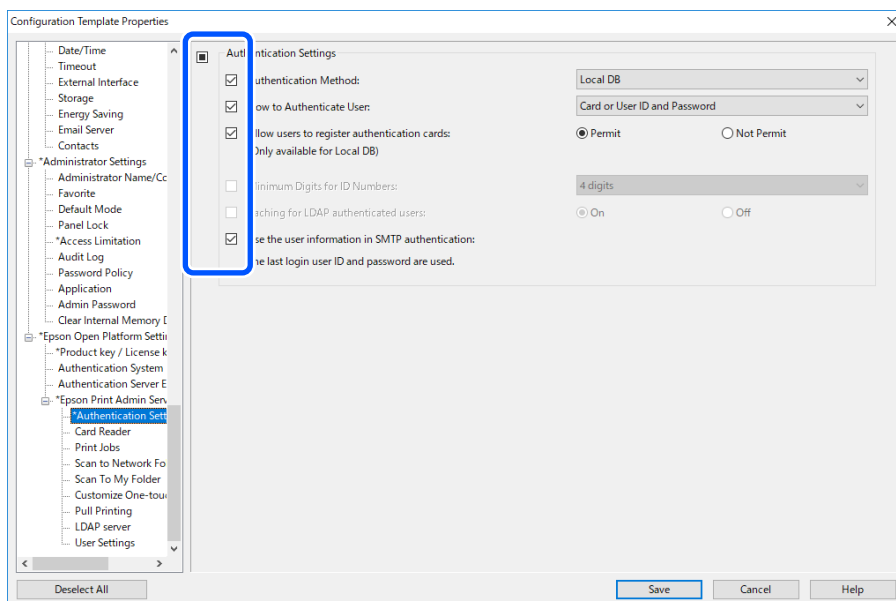 Configuration Template Properties
Date/Time
Timeout
External Interface
Storage
Energy Saving
Email Server
Contacts
*Administrator Settings
Administrator Name/Co
Favorite
Default Mode
Panel Lock
*Access Limitation
Audit Log
Password Policy
Application
Admin Password
Clear Internal Memory D
*Epson Open Platform Settin
*Product key / License k
Authentication System
Authentication Server E
*Epson Print Admin Serv
*Authentication Sett
Card Reader
Print Jobs
Scan to Network Fo
Scan To My Folder
Customize One-tou
Pull Printing
LDAP server
User Settings
Authentication Settings
uthentication Method: Local DB
ow to Authenticate User: Card or User ID and Password
llow users to register authentication cards: Permit Not Permit
Only available for Local DB)
inimum Digits for ID Numbers: 4 digits
aching for LDAP authenticated users: On Off
se the user information in SMTP authentication:
he last login user ID and password are used.
Deselect All Save Cancel Help